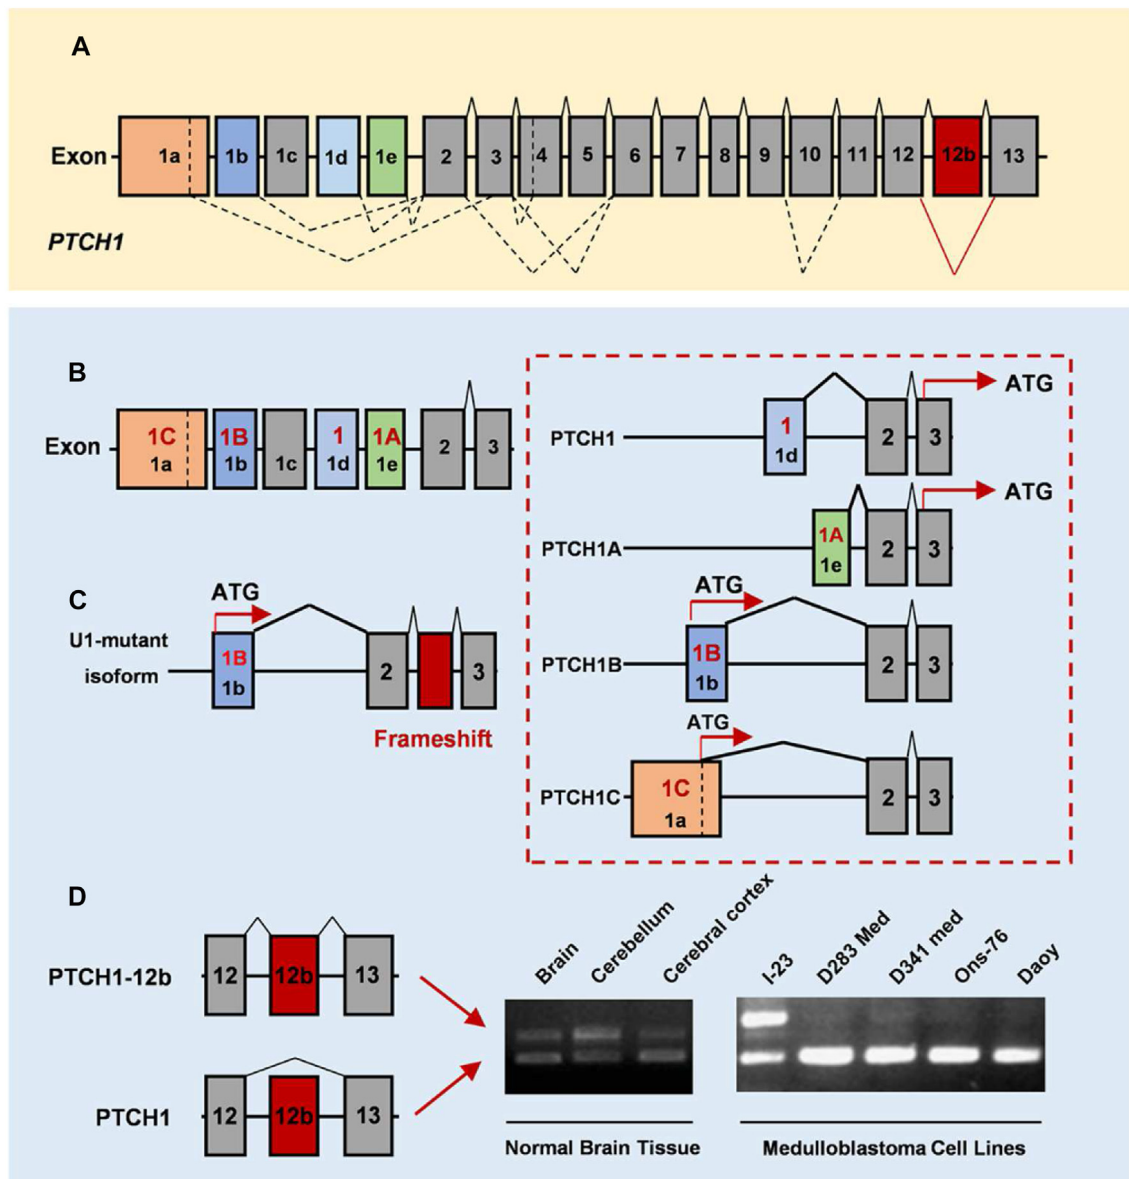 A
Exon
1a 1b 1c 1d 1e 2 3 4 5 6 7 8 9 10 11 12 12b 13
PTCH1
B
Exon
1C 1B 1 1A
1a 1b 1c 1d 1e 2 3
PTCH1
1
1d
2 3
ATG
PTCH1A
1A
1e
2 3
ATG
PTCH1B
ATG
1B
1b
2 3
PTCH1C
ATG
1C
1a
2 3
C
U1-mutant
isoform
ATG
1B
1b
2 3
Frameshift
D
PTCH1-12b
12 12b 13
PTCH1
12 12b 13
Brain
Cerebellum
Cerebral cortex
I-23
D283 Med
D341 med
Ons-76
Daoy
Normal Brain Tissue
Medulloblastoma Cell Lines